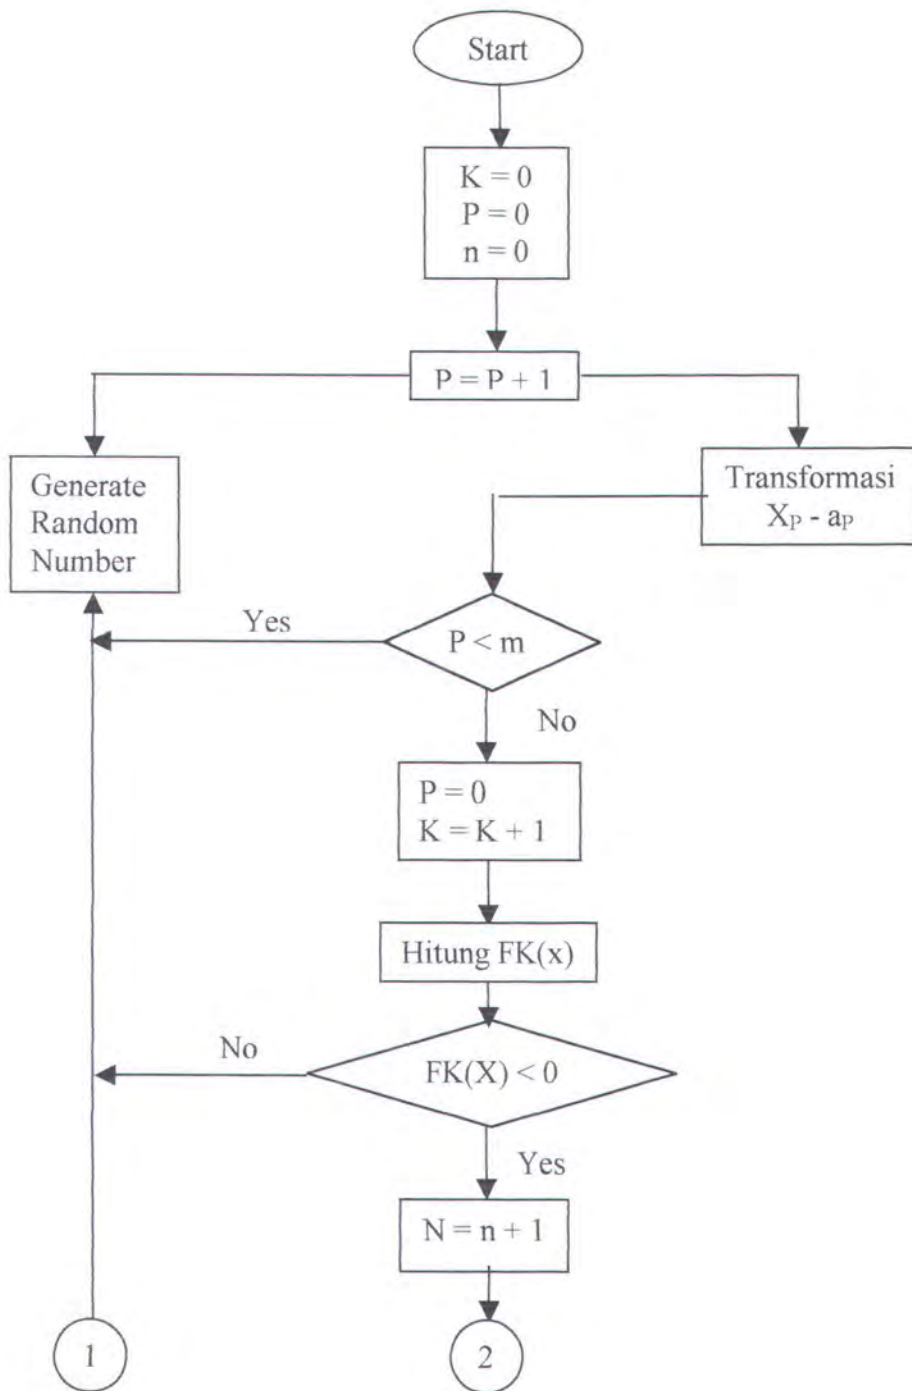 Start
K = 0
P = 0
n = 0
P = P + 1
Generate
Random
Number
Transformasi
XP - aP
Yes
P < m
No
P = 0
K = K + 1
Hitung FK(x)
No
FK(X) < 0
Yes
N = n + 1
1
2